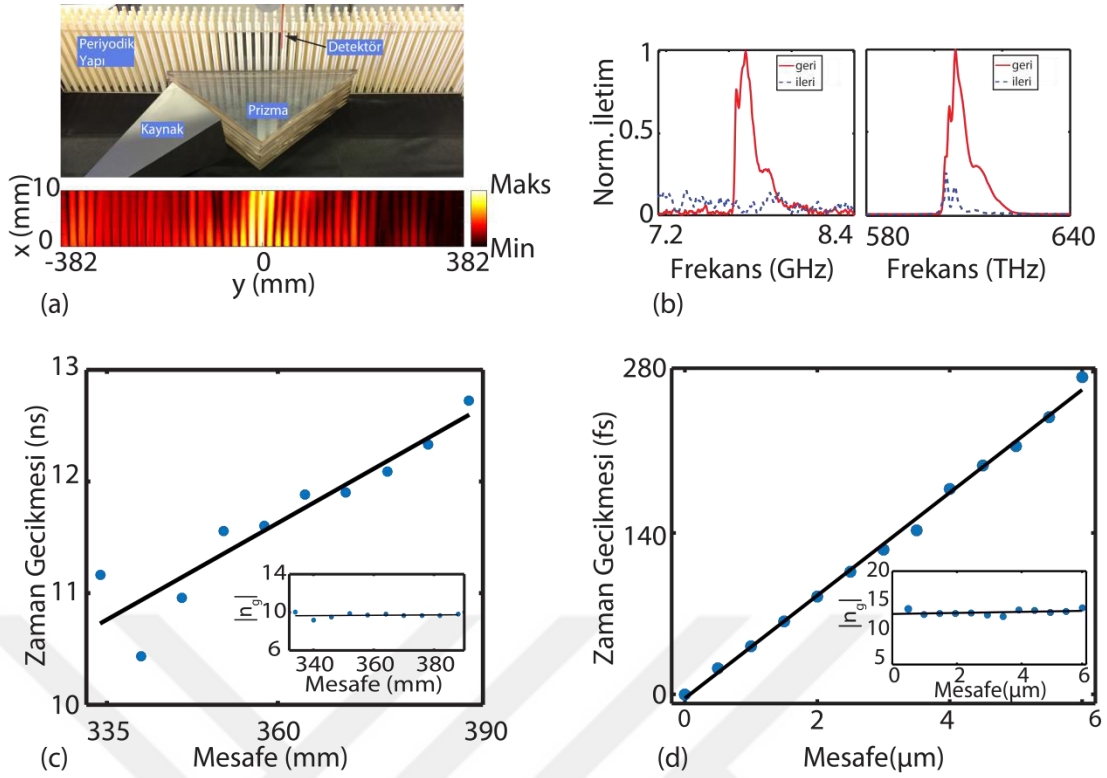 Periyodik
Yapı
Detektör
Prizma
Kaynak
10
0
x (mm)
-382
0
382
y (mm)
Maks
Min
(a)
1
0.5
0
Norm. iletim
geri
ileri
7.2
8.4
Frekans (GHz)
geri
ileri
580
640
Frekans (THz)
(b)
13
12
11
10
Zaman Gecikmesi (ns)
335
360
390
Mesafe (mm)
14
10
6
|ng|
340
360
380
Mesafe (mm)
(c)
280
140
0
Zaman Gecikmesi (fs)
0
2
4
6
Mesafe(μm)
20
15
10
5
|ng|
0
2
4
6
Mesafe(μm)
(d)